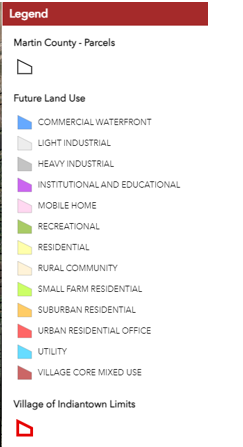 Legend
Martin County - Parcels
Future Land Use
COMMERCIAL WATERFRONT
LIGHT INDUSTRIAL
HEAVY INDUSTRIAL
INSTITUTIONAL AND EDUCATIONAL
MOBILE HOME
RECREATIONAL
RESIDENTIAL
RURAL COMMUNITY
SMALL FARM RESIDENTIAL
SUBURBAN RESIDENTIAL
URBAN RESIDENTIAL OFFICE
UTILITY
VILLAGE CORE MIXED USE
Village of Indiantown Limits